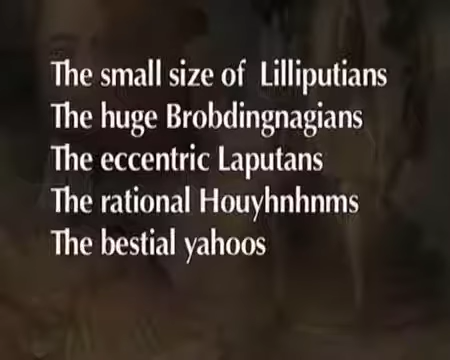 The small size of Lilliputians
The huge Brobdingnagians
The eccentric Laputans
The rational Houyhnhnms
The bestial yahoos